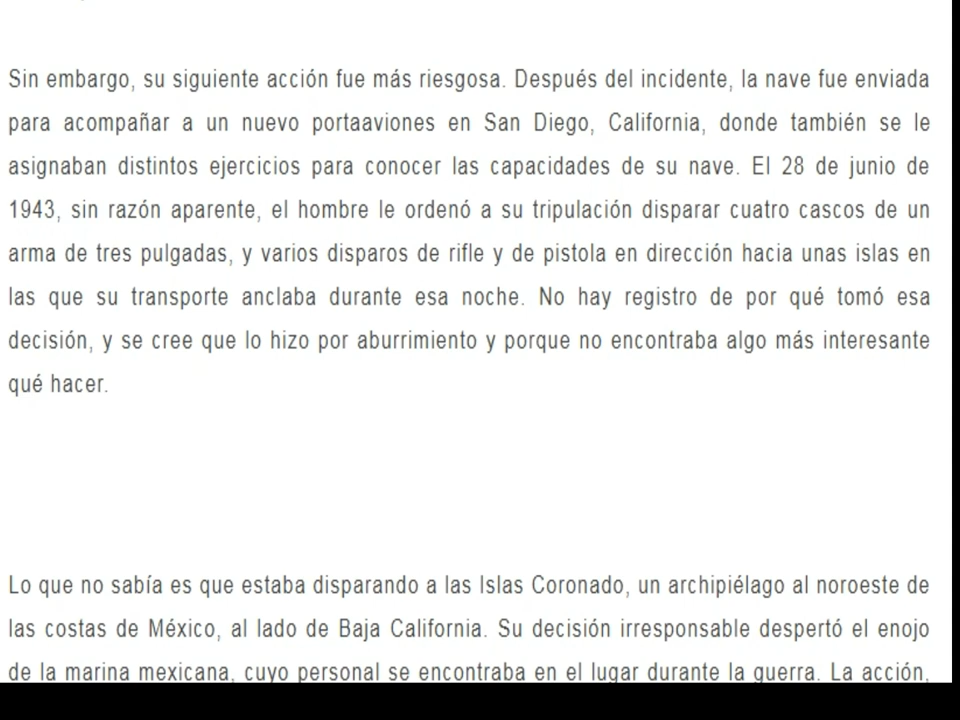 Sin embargo, su siguiente acción fue más riesgosa. Después del incidente, la nave fue enviada
para acompañar a un nuevo portaaviones en San Diego, California, donde también se le
asignaban distintos ejercicios para conocer las capacidades de su nave. El 28 de junio de
1943, sin razón aparente, el hombre le ordenó a su tripulación disparar cuatro cascos de un
arma de tres pulgadas, y varios disparos de rifle y de pistola en dirección hacia unas islas en
las que su transporte anclaba durante esa noche. No hay registro de por qué tomó esa
decisión, y se cree que lo hizo por aburrimiento y porque no encontraba algo más interesante
qué hacer.
Lo que no sabía es que estaba disparando a las Islas Coronado, un archipiélago al noroeste de
las costas de México, al lado de Baja California. Su decisión irresponsable despertó el enojo
de la marina mexicana, cuyo personal se encontraba en el lugar durante la guerra. La acción,